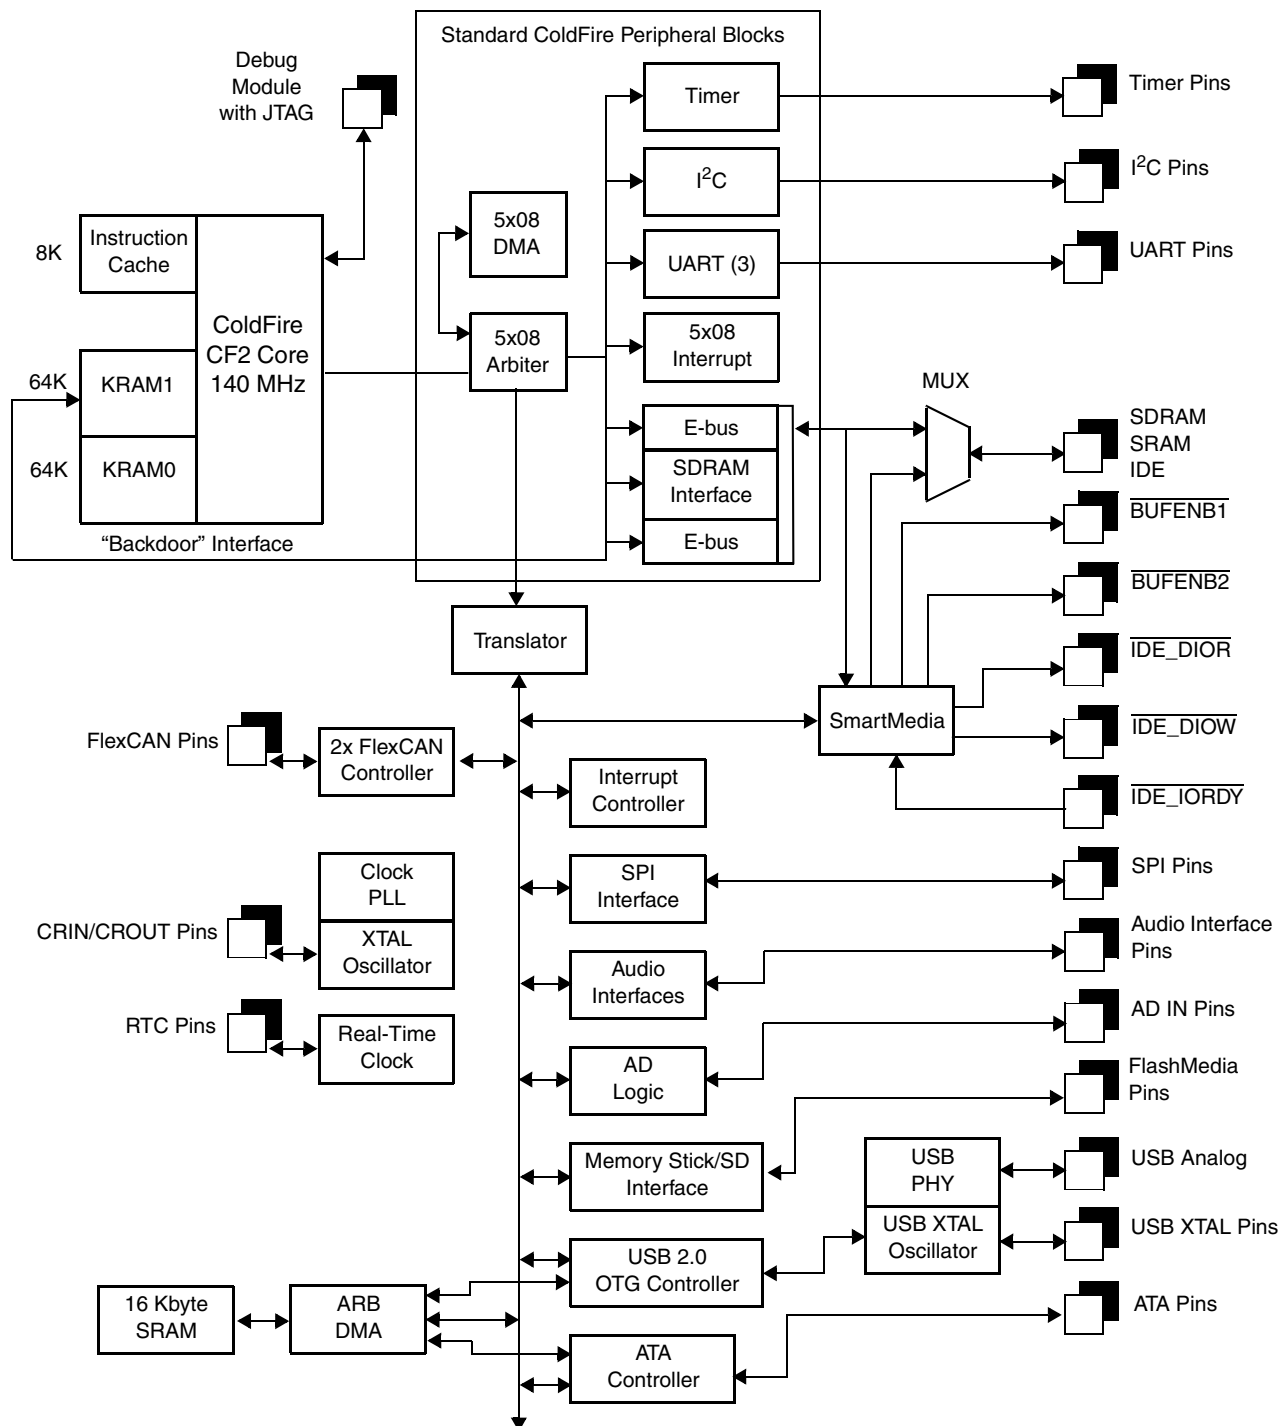 Standard ColdFire Peripheral Blocks
Debug
Module
with JTAG
Timer
Timer Pins
I²C
I²C Pins
8K
Instruction
Cache
5x08
DMA
UART (3)
UART Pins
ColdFire
CF2 Core
140 MHz
64K
KRAM1
5x08
Arbiter
5x08
Interrupt
MUX
64K
KRAM0
E-bus
SDRAM
Interface
E-bus
SDRAM
SRAM
IDE
BUFENB1
"Backdoor" Interface
BUFENB2
Translator
IDE_DIOR
SmartMedia
IDE_DIOW
FlexCAN Pins
2x FlexCAN
Controller
Interrupt
Controller
IDE_IORDY
Clock
PLL
SPI
Interface
SPI Pins
CRIN/CROUT Pins
XTAL
Oscillator
Audio
Interfaces
Audio Interface
Pins
RTC Pins
Real-Time
Clock
AD
Logic
AD IN Pins
FlashMedia
Pins
Memory Stick/SD
Interface
USB
PHY
USB Analog
USB XTAL
Oscillator
USB XTAL Pins
USB 2.0
OTG Controller
16 Kbyte
SRAM
ARB
DMA
ATA
Controller
ATA Pins